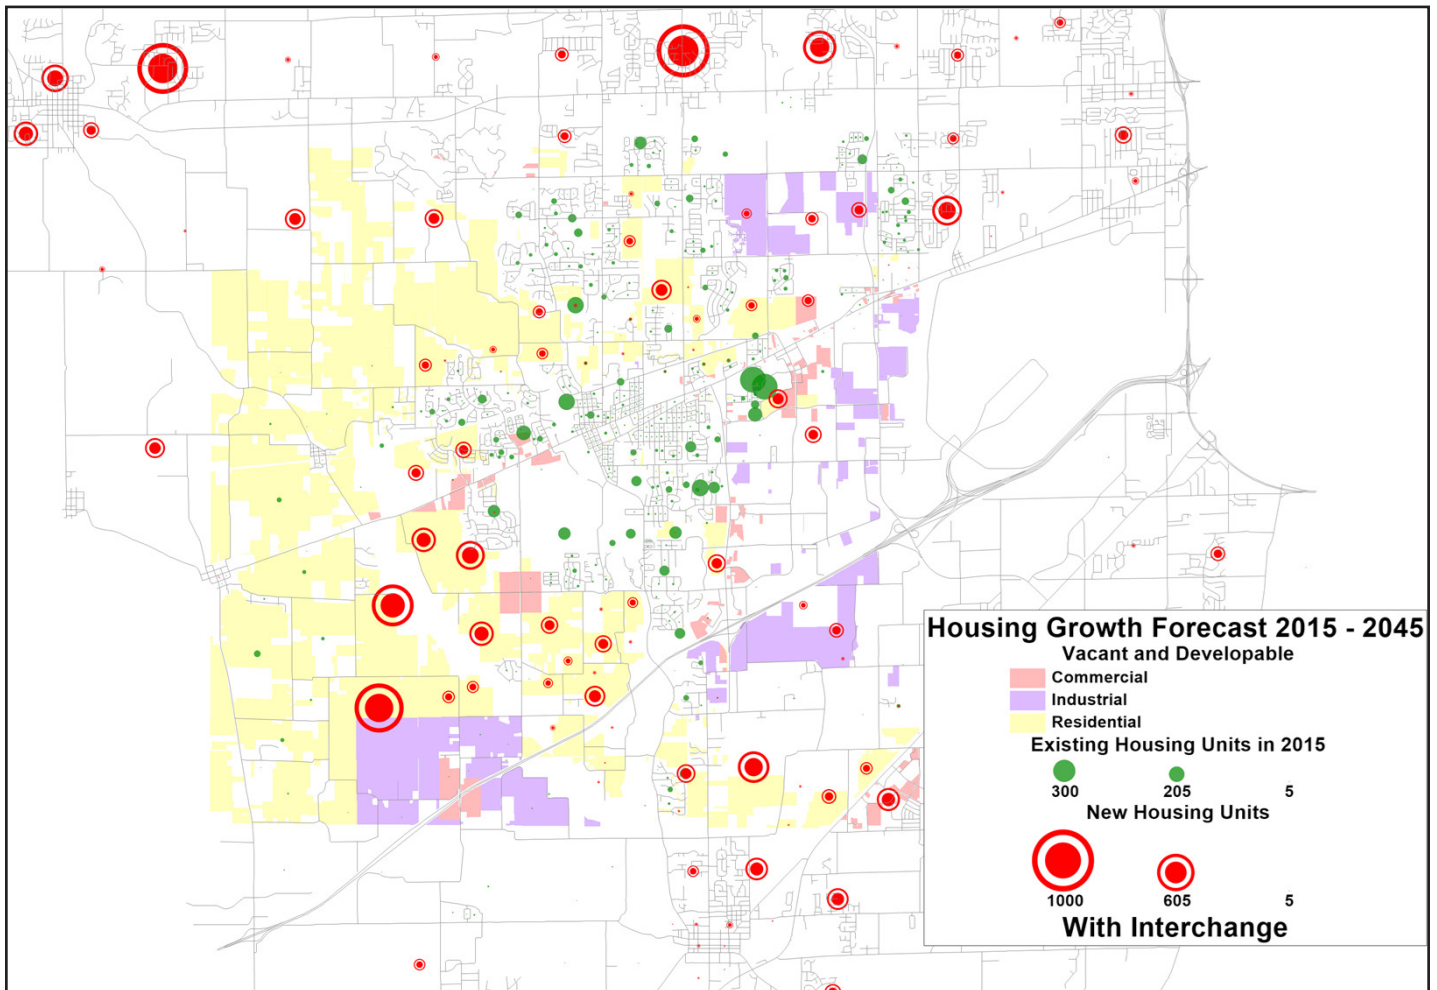 Housing Growth Forecast 2015 - 2045
Vacant and Developable
Commercial
Industrial
Residential
Existing Housing Units in 2015
300 205 5
New Housing Units
1000 605 5
With Interchange